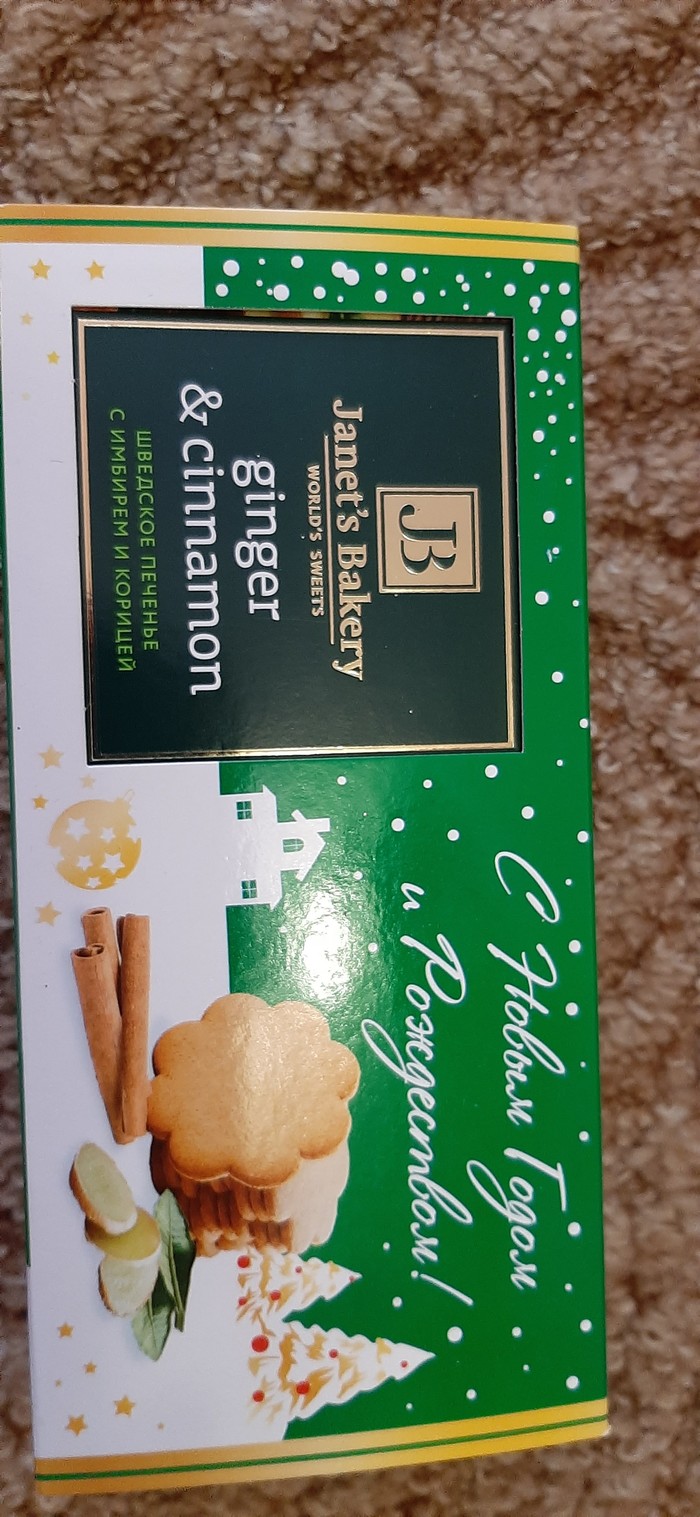 JB
Janet's Bakery
WORLD'S SWEETS
ginger
& cinnamon
ШВЕДСКОЕ ПЕЧЕНЬЕ
С ИМБИРЕМ И КОРИЦЕЙ
С Новым Годом
и Рождеством!